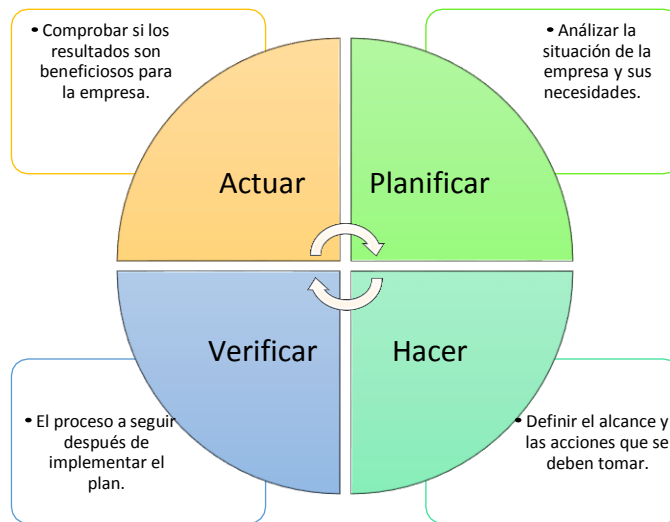 • Comprobar si los
resultados son
beneficiosos para
la empresa.
• Análizar la
situación de la
empresa y sus
necesidades.
Actuar
Planificar
Verificar
Hacer
• El proceso a seguir
después de
implementar el
plan.
• Definir el alcance y
las acciones que se
deben tomar.